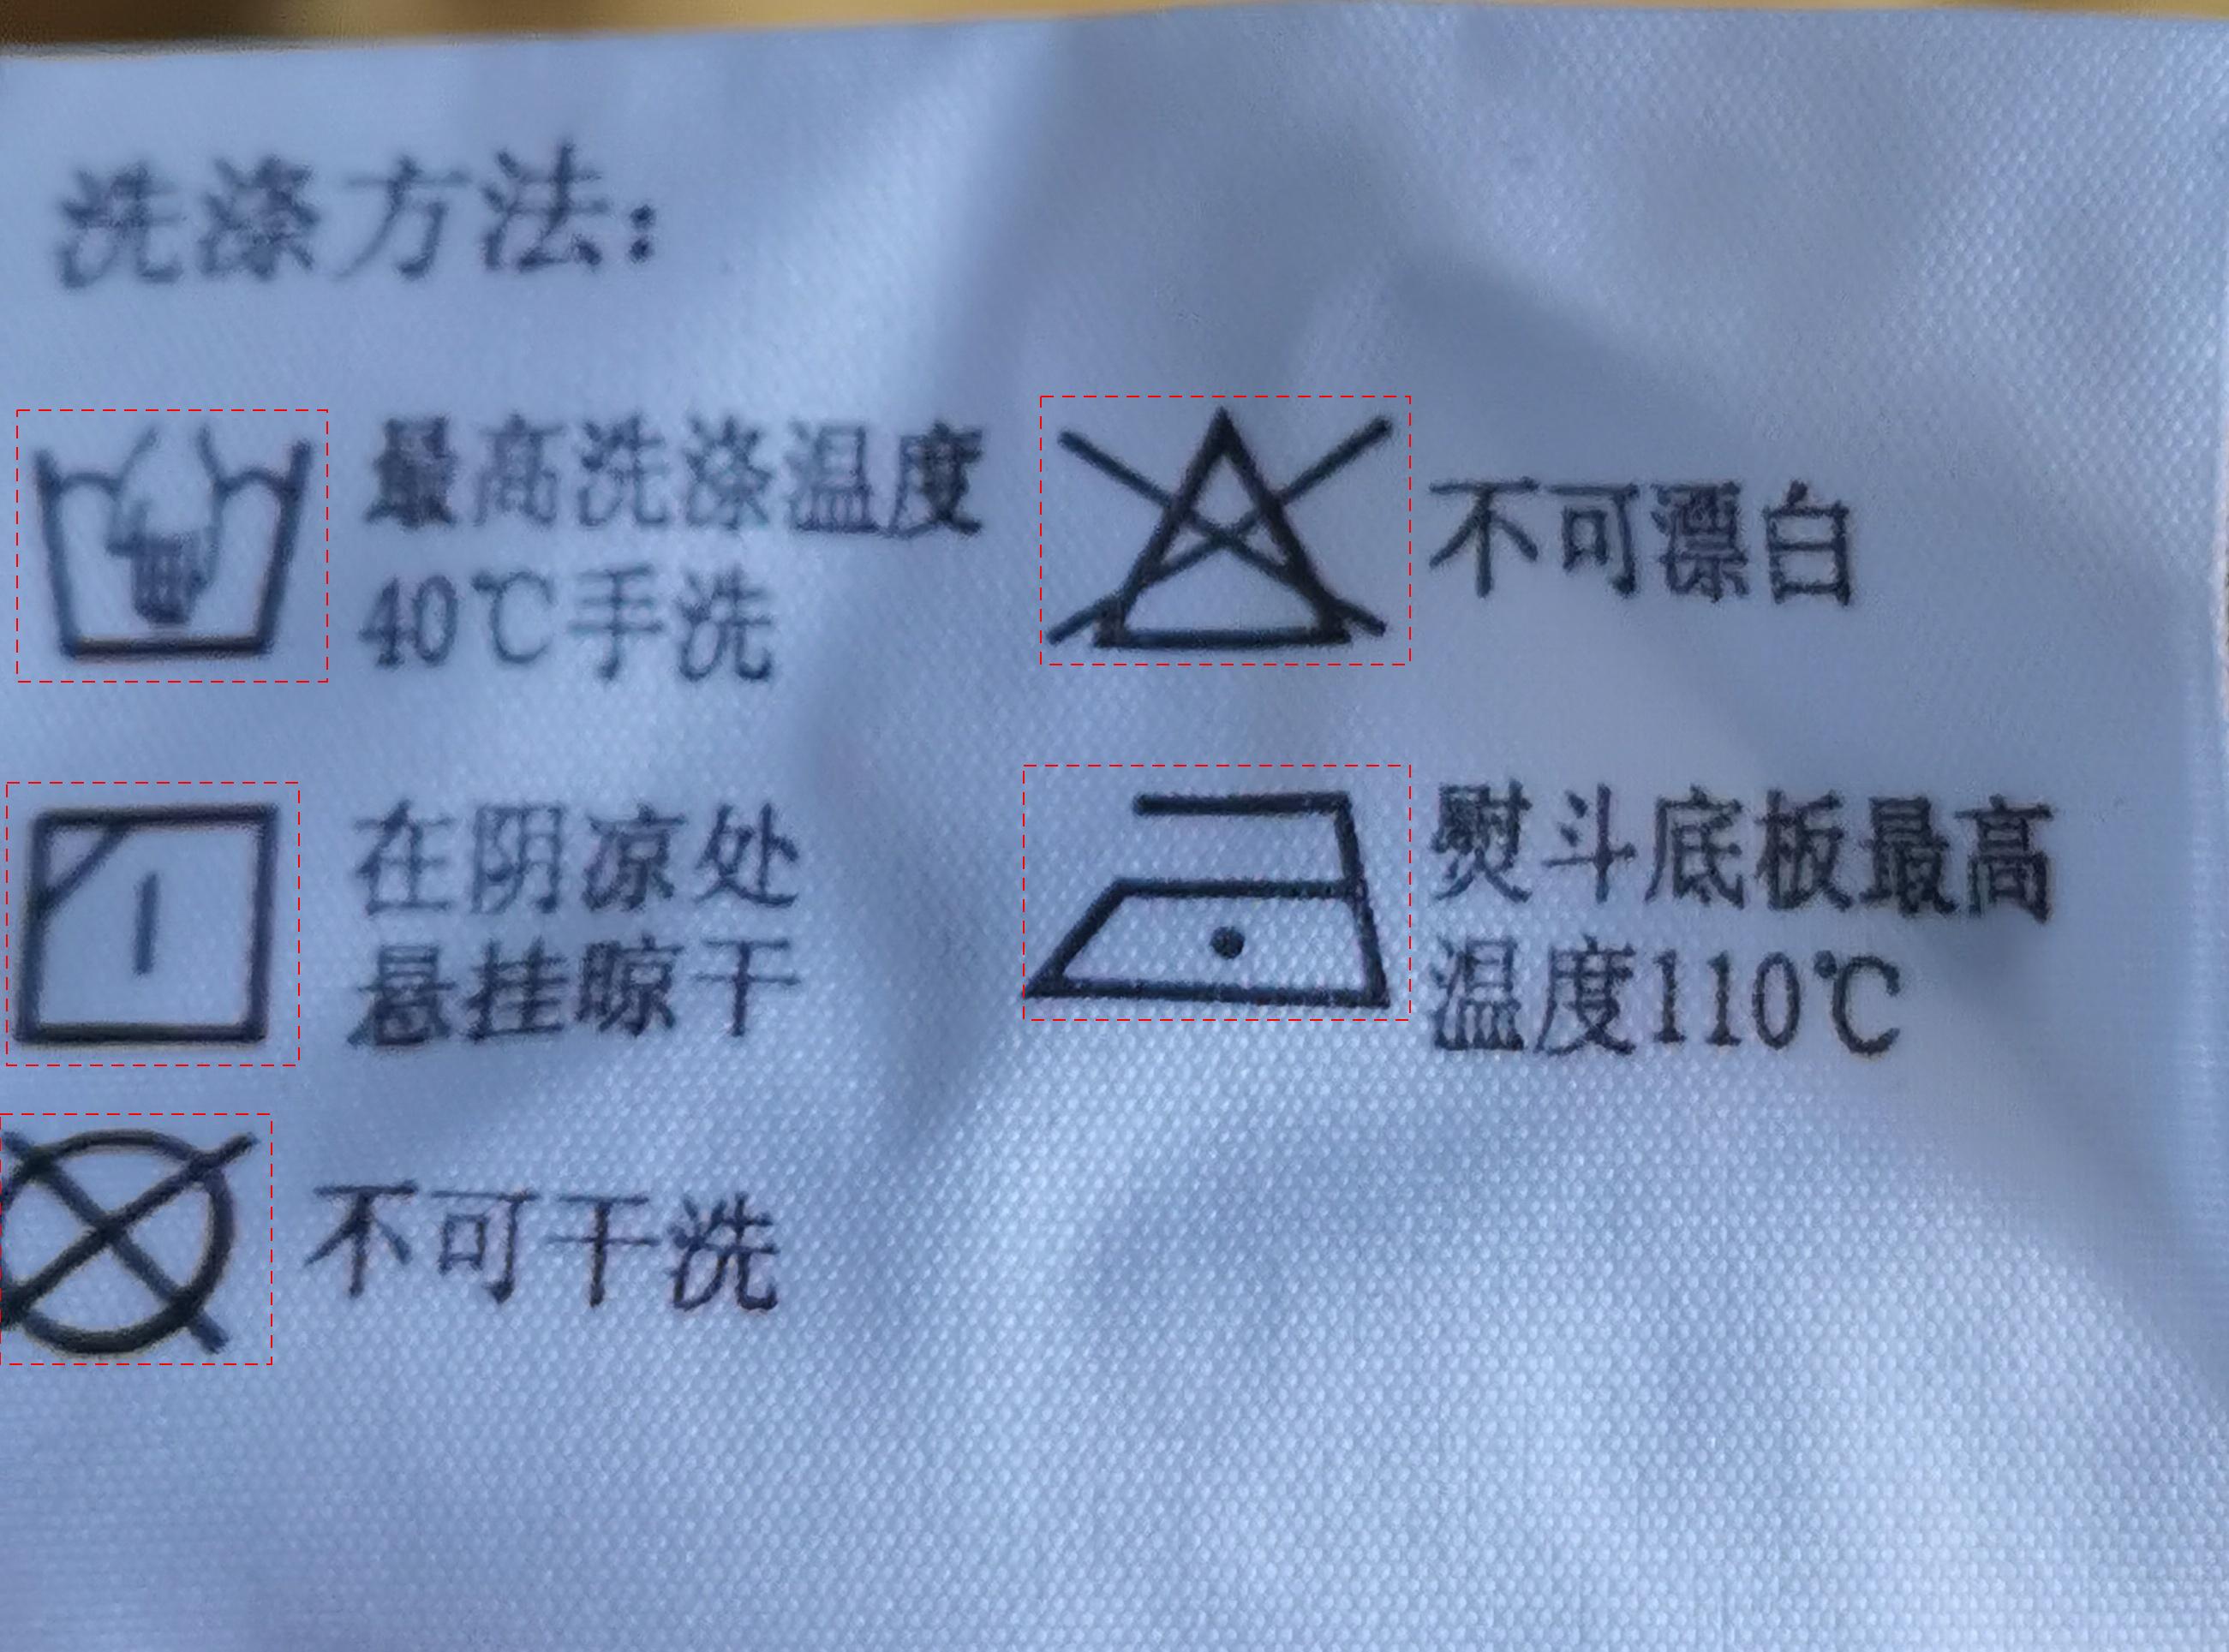 洗涤方法:
最高洗涤温度
40℃手洗
不可漂白
在阴凉处
悬挂晾干
熨斗底板最高
温度110℃
不可干洗